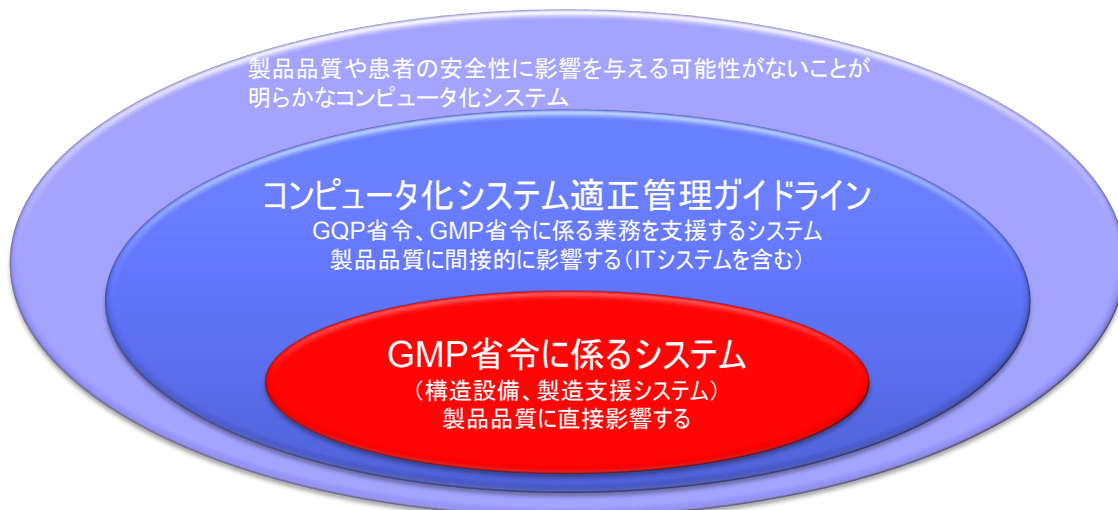 製品品質や患者の安全性に影響を与える可能性がないことが
明らかなコンピュータ化システム
コンピュータ化システム適正管理ガイドライン
GQP省令、GMP省令に係る業務を支援するシステム
製品品質に間接的に影響する（ITシステムを含む）
GMP省令に係るシステム
（構造設備、製造支援システム）
製品品質に直接影響する